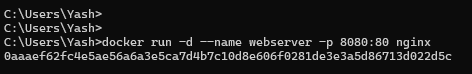 C:\Users\Yash>
C:\Users\Yash>
C:\Users\Yash>docker run -d --name webserver -p 8080:80 nginx
0aaaef62fc4e5ae56a6a3e5ca7d4b7c10d8e606f0281de3e3a5d86713d022d5c